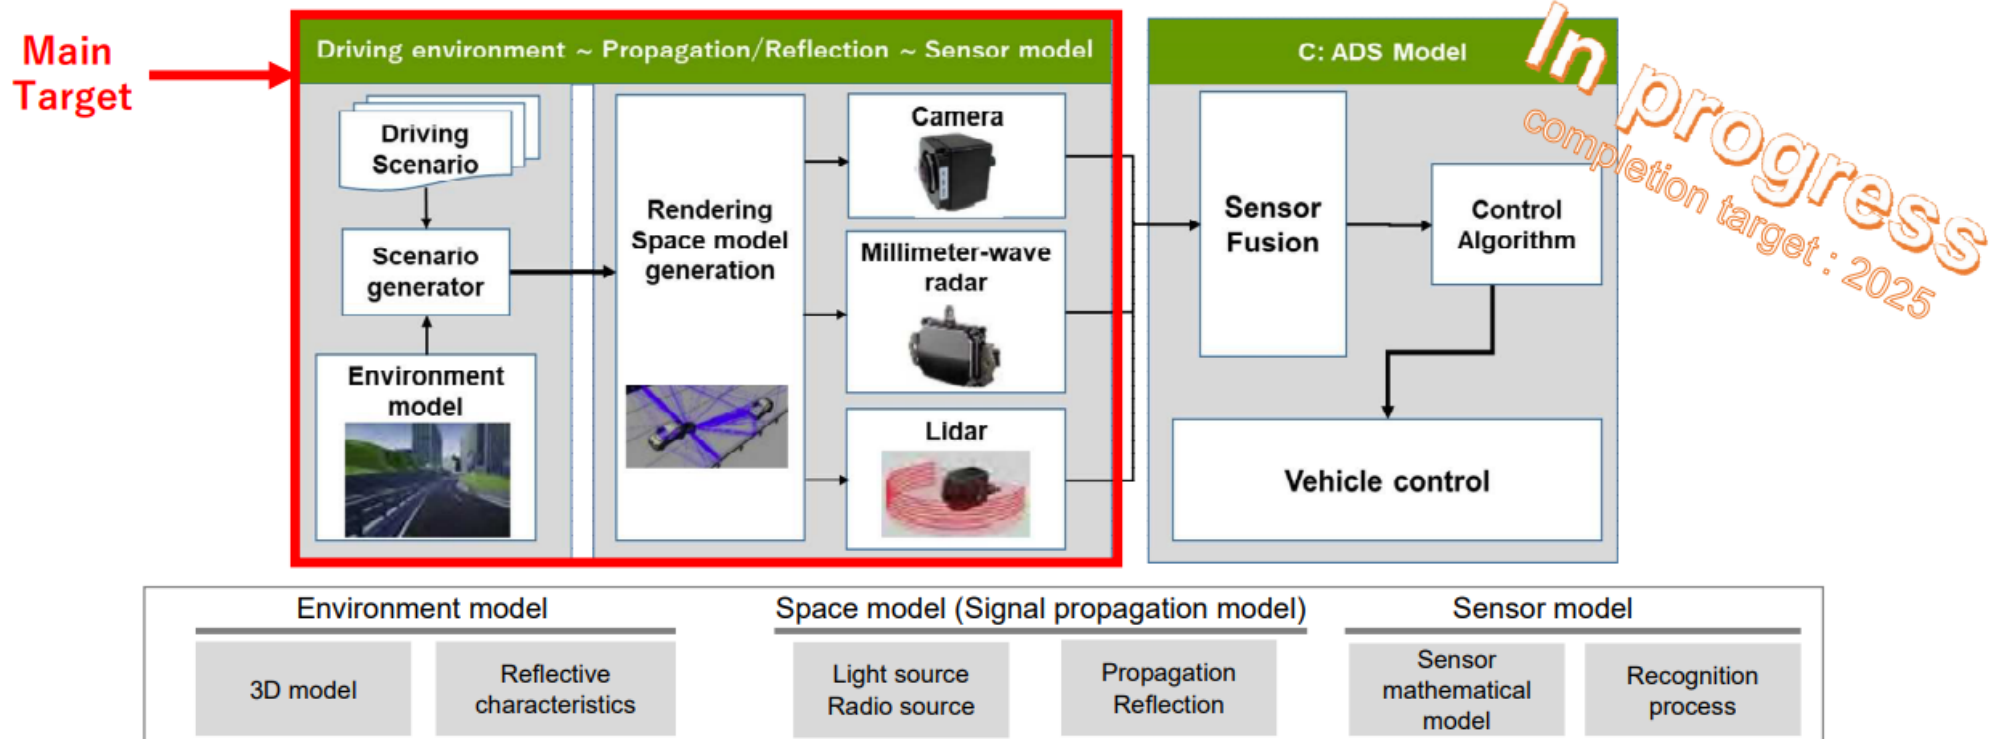 Main
Target
Driving environment ~ Propagation/Reflection ~ Sensor model
Driving
Scenario
Scenario
generator
Environment
model
Rendering
Space model
generation
Camera
Millimeter-wave
radar
Lidar
C: ADS Model
Sensor
Fusion
Control
Algorithm
Vehicle control
In progress
completion target : 2025
Environment model
3D model
Reflective
characteristics
Space model (Signal propagation model)
Light source
Radio source
Propagation
Reflection
Sensor model
Sensor
mathematical
model
Recognition
process